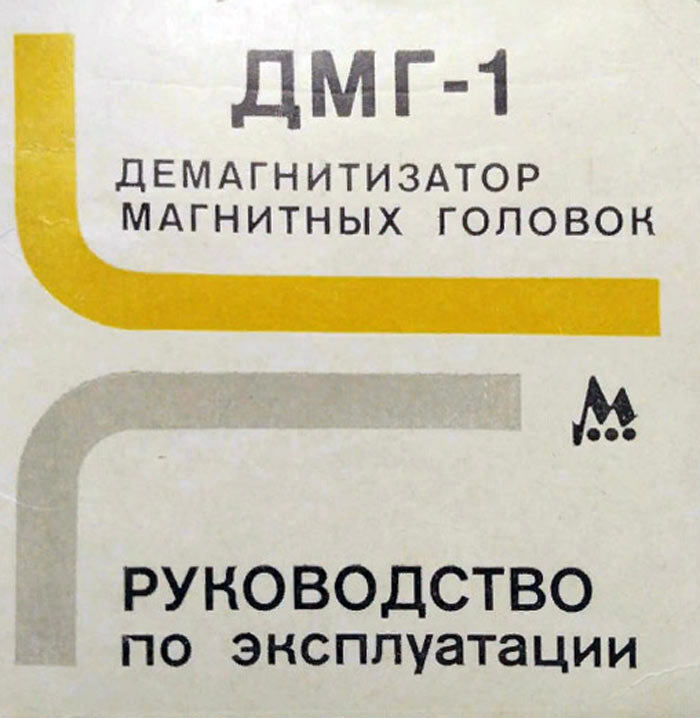 ДМГ-1
ДЕМАГНИТИЗАТОР
МАГНИТНЫХ ГОЛОВОК
РУКОВОДСТВО
по эксплуатации